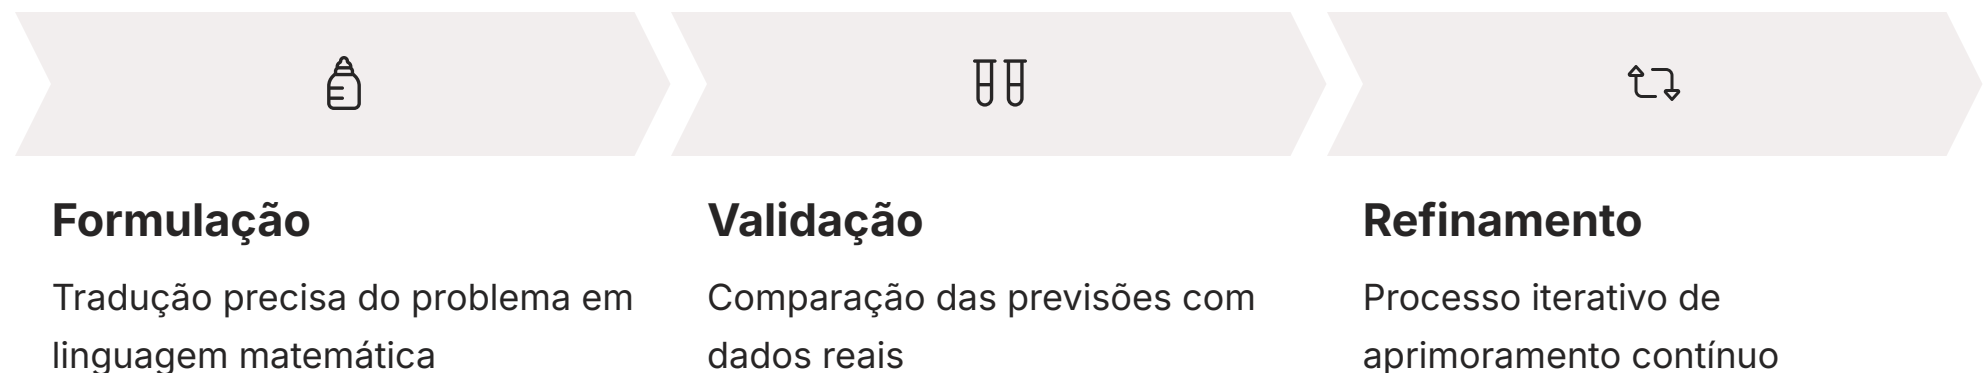 Formulação
Tradução precisa do problema em
linguagem matemática
Validação
Comparação das previsões com
dados reais
Refinamento
Processo iterativo de
aprimoramento contínuo